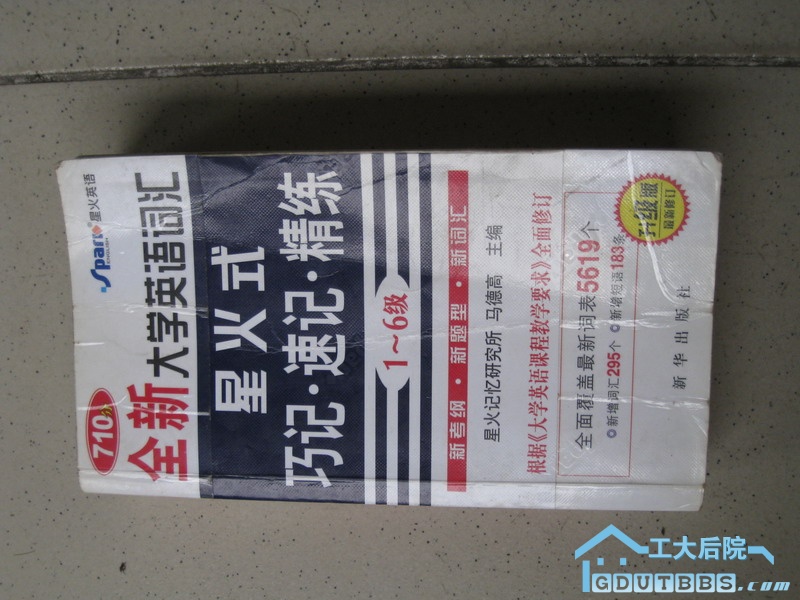 Spark 星火英语
710分
全新 大学英语词汇
星火式
巧记·速记·精练
1~6级
新考纲·新题型·新词汇
星火记忆研究所 马德高 主编
根据《大学英语课程教学要求》全面修订
全面覆盖最新词表5619个
新增词汇295个 新增短语183条
升级版
最新修订
新华出版社
工大后院
GDUTBBS.com